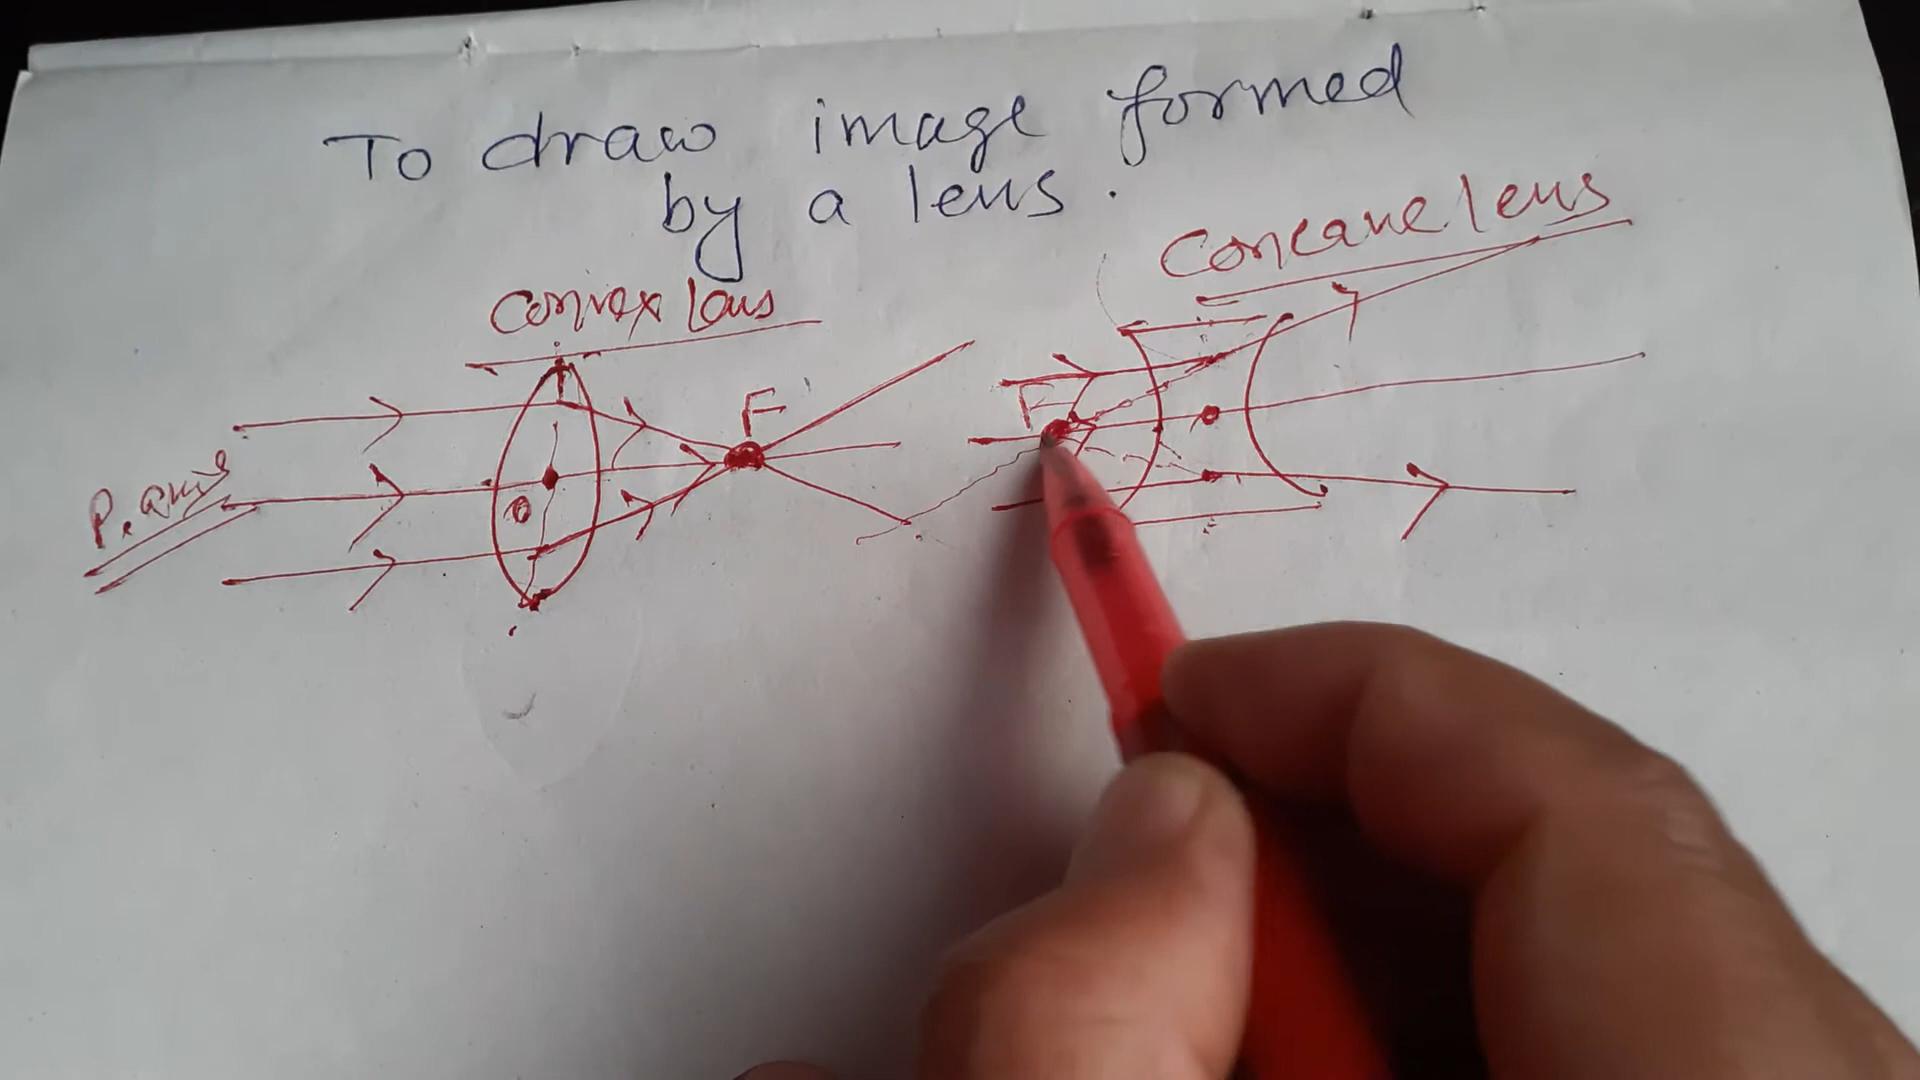 To draw image formed
by a lens.
Concave lens
Convex lens
F
F
P. axis
O